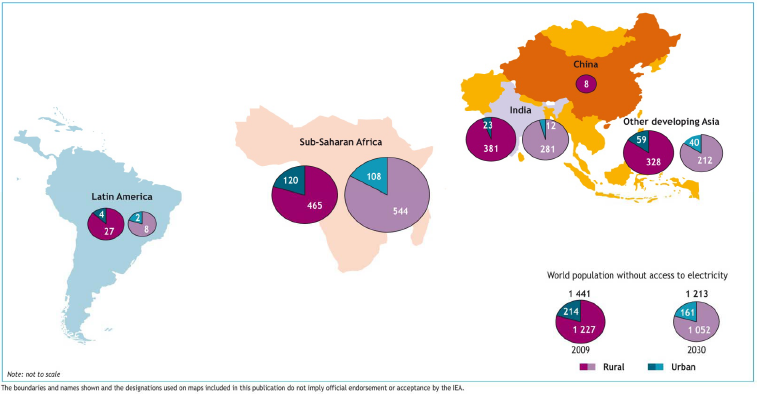 China
8
India
23
381
12
281
Other developing Asia
59
328
40
212
Sub-Saharan Africa
120
465
108
544
Latin America
4
27
2
8
World population without access to electricity
1 441
1 213
214
1 227
161
1 052
2009
2030
Rural
Urban
Note: not to scale
The boundaries and names shown and the designations used on maps included in this publication do not imply official endorsement or acceptance by the IEA.